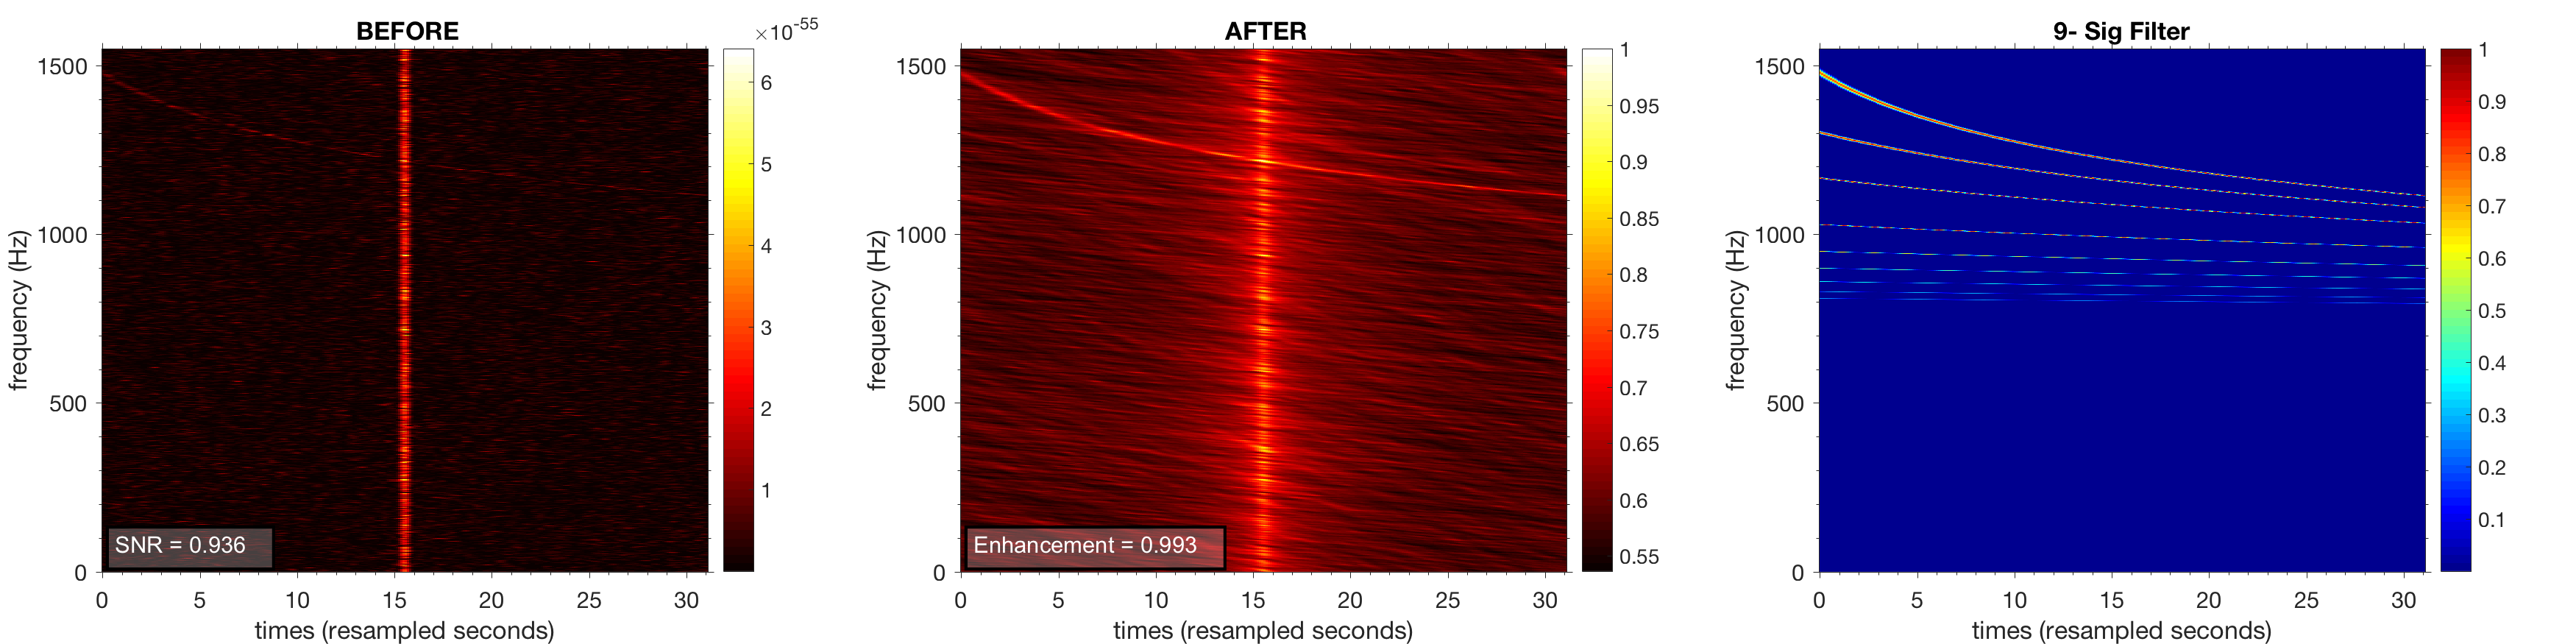 BEFORE
×10-55
1500
1000
500
0
frequency (Hz)
SNR = 0.936
0 5 10 15 20 25 30
times (resampled seconds)
6
5
4
3
2
1
AFTER
1500
1000
500
0
frequency (Hz)
Enhancement = 0.993
0 5 10 15 20 25 30
times (resampled seconds)
1
0.95
0.9
0.85
0.8
0.75
0.7
0.65
0.6
0.55
9- Sig Filter
1500
1000
500
0
frequency (Hz)
0 5 10 15 20 25 30
times (resampled seconds)
1
0.9
0.8
0.7
0.6
0.5
0.4
0.3
0.2
0.1